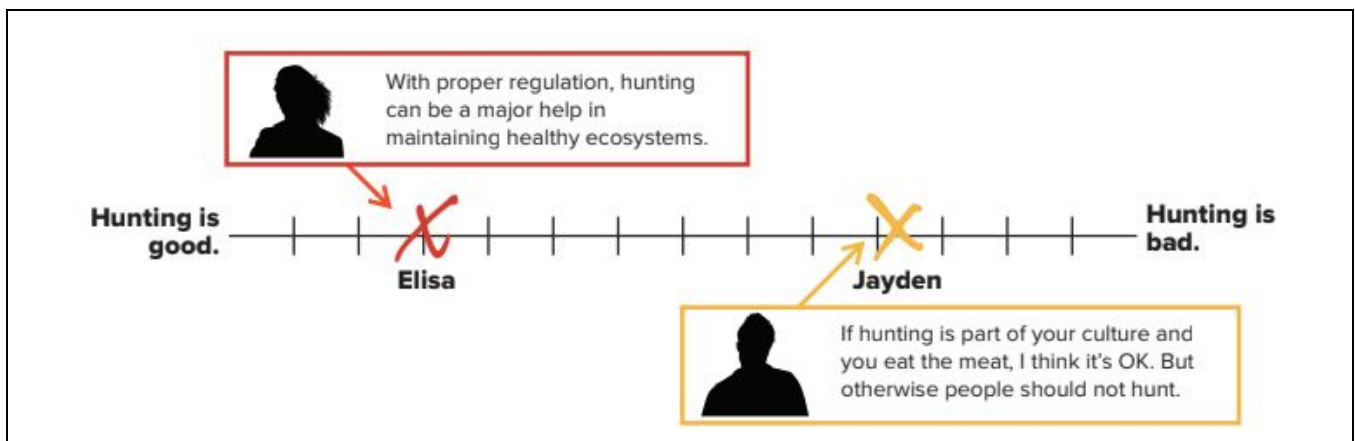 With proper regulation, hunting
can be a major help in
maintaining healthy ecosystems.
Hunting is
good.
Hunting is
bad.
Elisa
Jayden
If hunting is part of your culture and
you eat the meat, I think it's OK. But
otherwise people should not hunt.